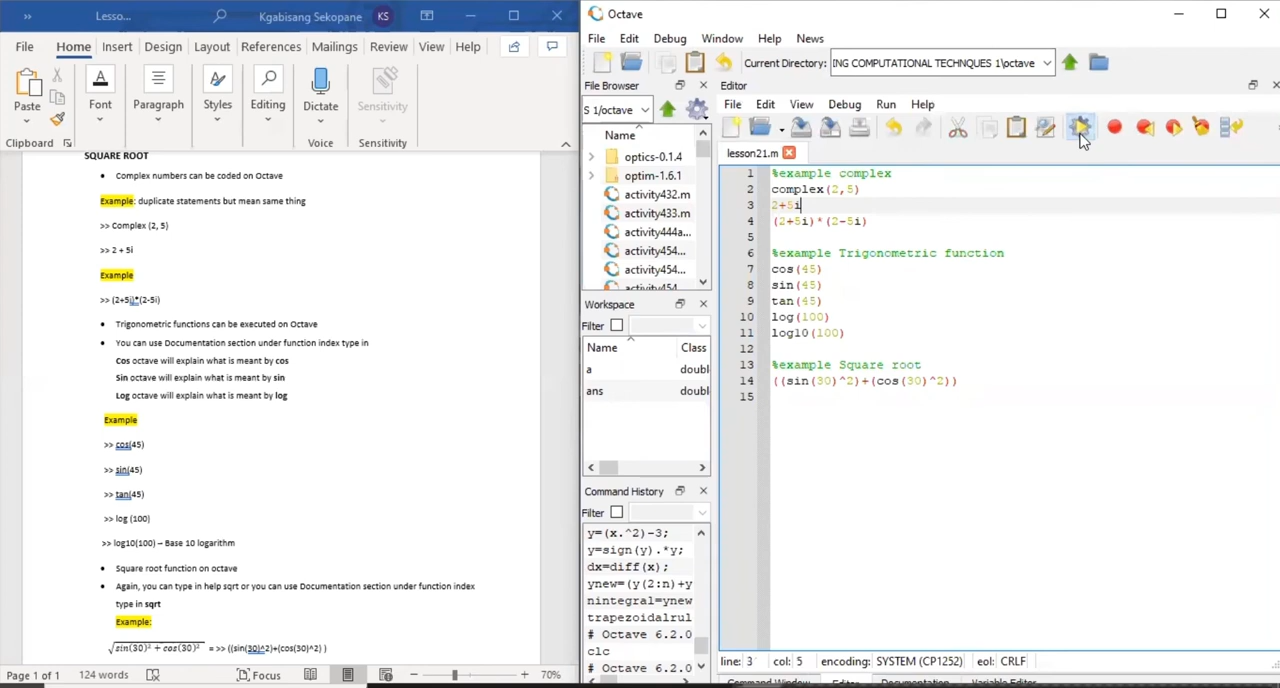 Lesso...
Kgabisang Sekopane
KS
File Home Insert Design Layout References Mailings Review View Help
Paste
Font
Paragraph
Styles
Editing
Dictate
Sensitivity
Clipboard
Voice
Sensitivity
SQUARE ROOT
• Complex numbers can be coded on Octave
Example: duplicate statements but mean same thing
>> Complex (2, 5)
>> 2 + 5i
Example
>> (2+5i)*(2-5i)
• Trigonometric functions can be executed on Octave
• You can use Documentation section under function index type in
Cos octave will explain what is meant by cos
Sin octave will explain what is meant by sin
Log octave will explain what is meant by log
Example
>> cos(45)
>> sin(45)
>> tan(45)
>> log (100)
>> log10(100) – Base 10 logarithm
• Square root function on octave
• Again, you can type in help sqrt or you can use Documentation section under function index
type in sqrt
Example:
√sin(30)² + cos(30)² = >> ((sin(30)^2)+(cos(30)^2) )
Page 1 of 1 124 words Focus 70%
Octave
File Edit Debug Window Help News
Current Directory: ING COMPUTATIONAL TECHNIQUES 1\octave
File Browser
S 1/octave
Name
optics-0.1.4
optim-1.6.1
activity432.m
activity433.m
activity444a...
activity454...
activity454...
activity454
Workspace
Filter
Name Class
a doubl
ans doubl
Command History
Filter
y=(x.^2)-3;
y=sign(y).*y;
dx=diff(x);
ynew=(y(2:n)+y
nintegral=ynew
trapezoidalrul
# Octave 6.2.0
clc
# Octave 6.2.0
Editor
File Edit View Debug Run Help
lesson21.m
1 %example complex
2 complex(2,5)
3 2+5i
4 (2+5i)*(2-5i)
5
6 %example Trigonometric function
7 cos(45)
8 sin(45)
9 tan(45)
10 log(100)
11 log10(100)
12
13 %example Square root
14 ((sin(30)^2)+(cos(30)^2))
15
line: 3 col: 5 encoding: SYSTEM (CP1252) eol: CRLF
Command Window Editor Documentation Variable Editor